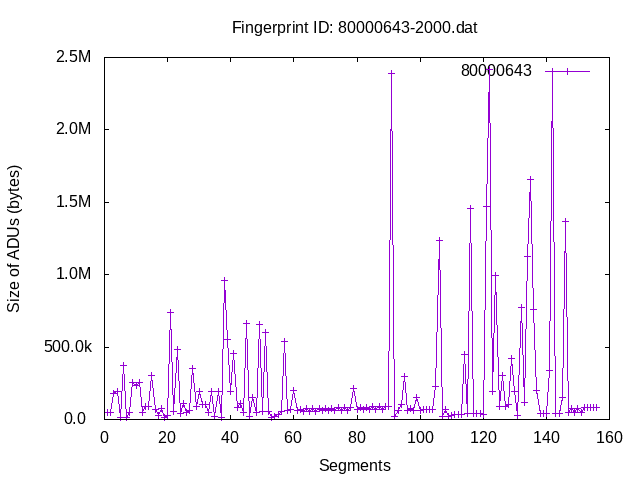 Fingerprint ID: 80000643-2000.dat
80000643
2.5M
2.0M
1.5M
1.0M
500.0k
0.0
Size of ADUs (bytes)
0 20 40 60 80 100 120 140 160
Segments